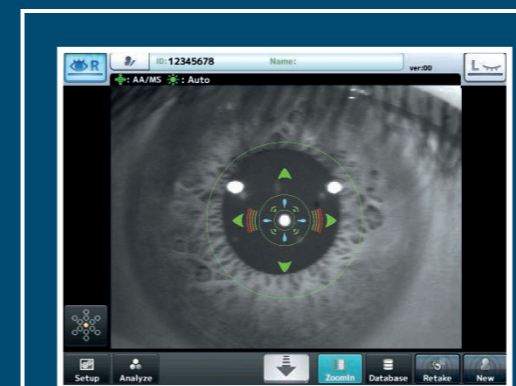 R
ID: 12345678 Name: ver:00
L
: AA/MS : Auto
Setup Analyze ZoomIn Database Retake New